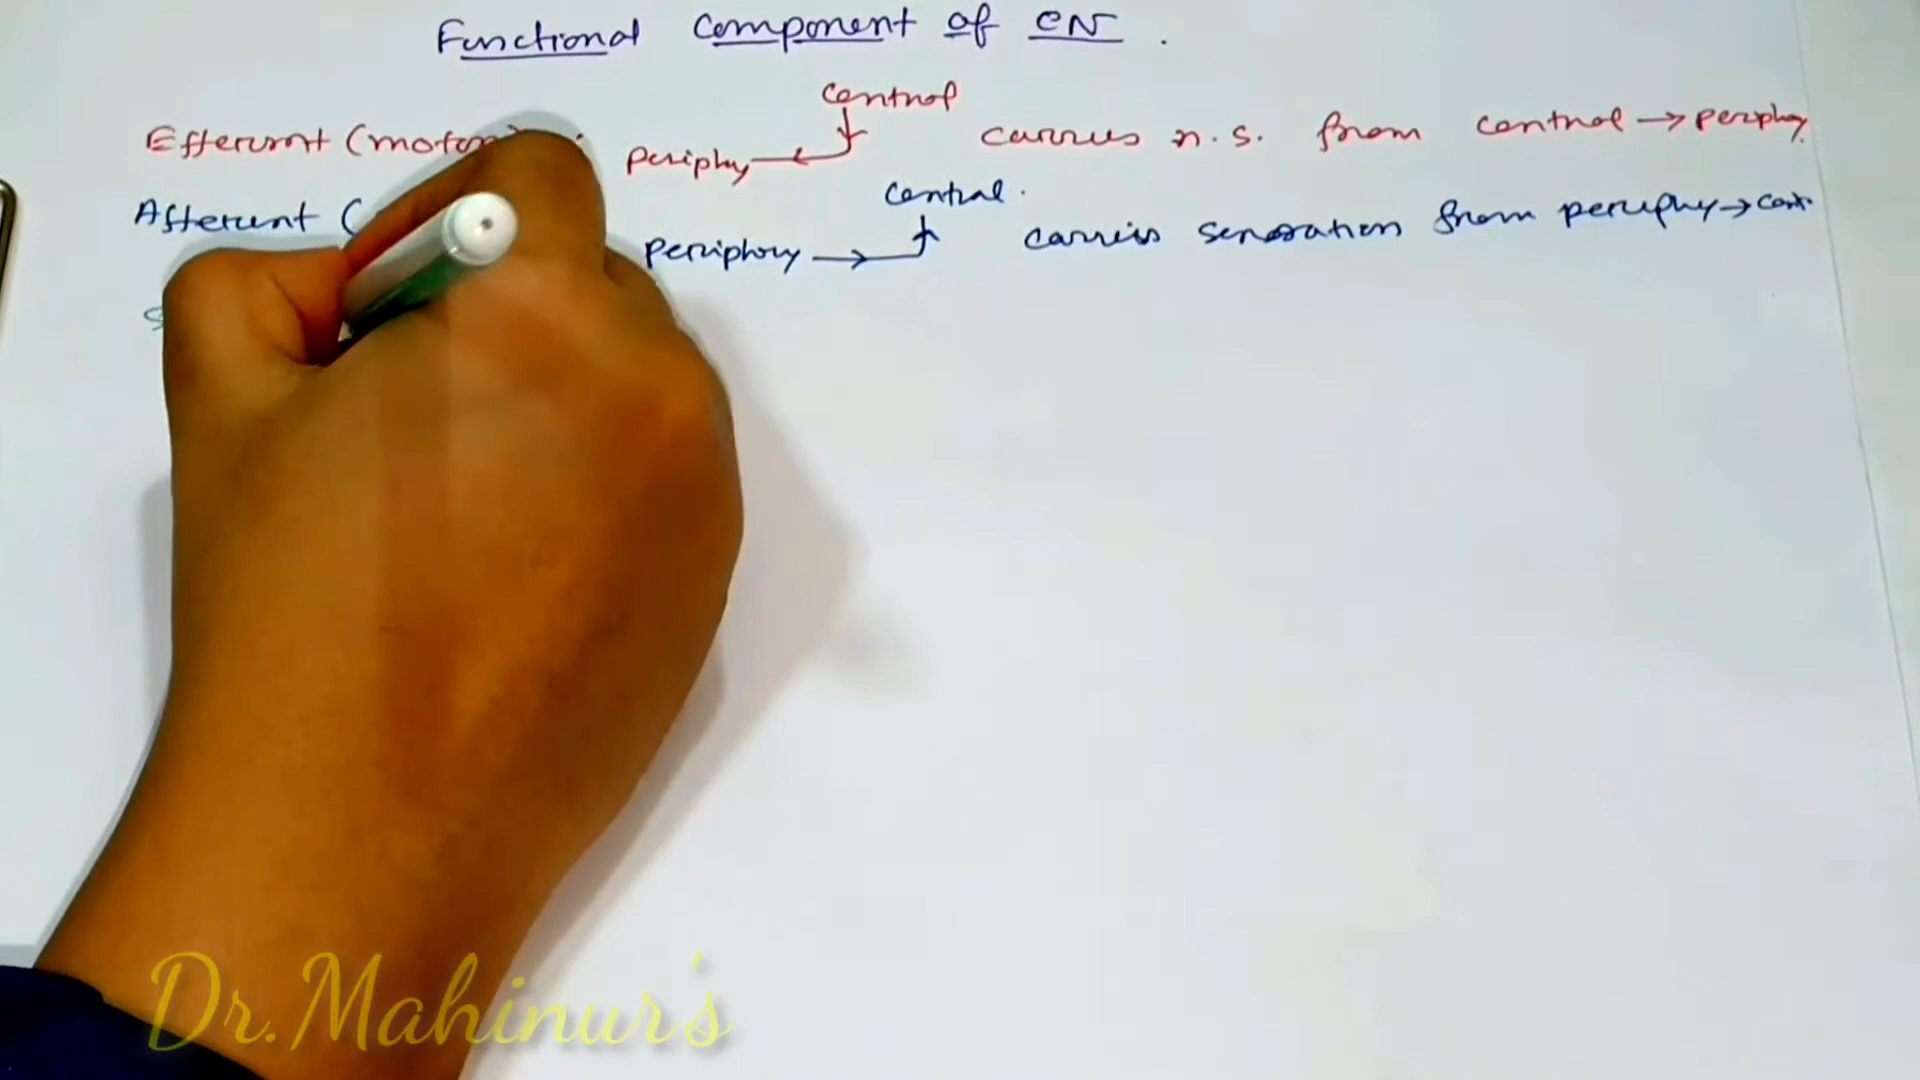 Functional component of CN.
central
Efferent (motor) : periphy carries n.s. from central → periphy.
central.
Afferent ( periphery carries sensation from periphy → cent.
S
Dr. Mahinur's